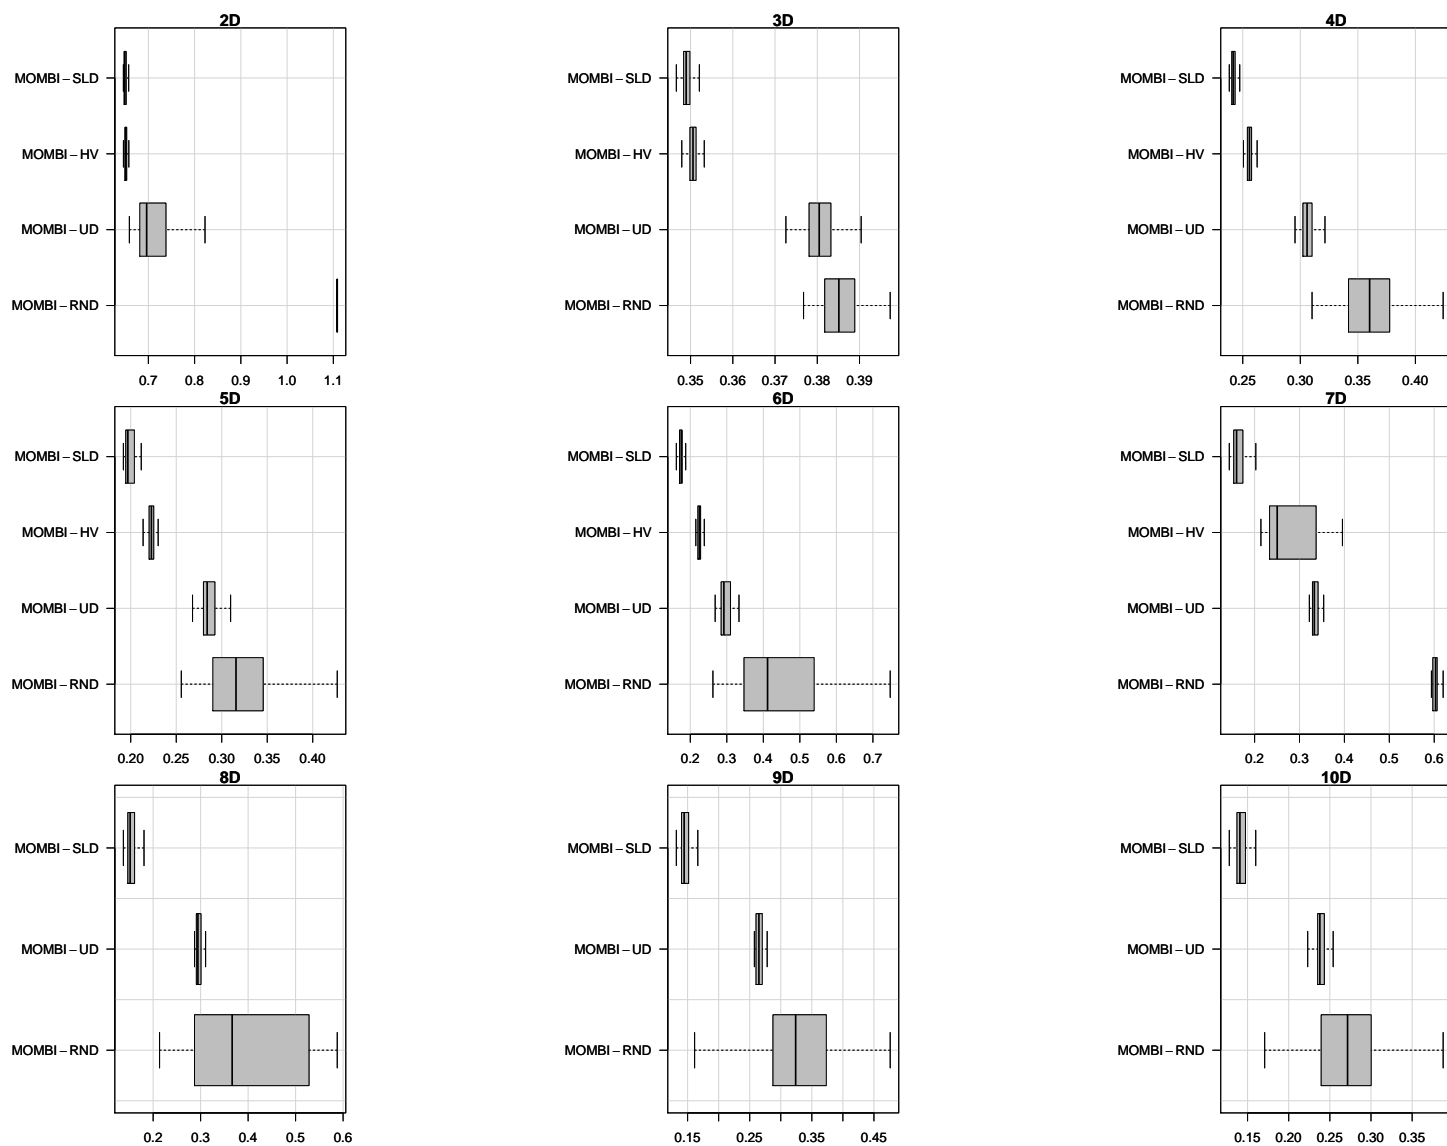 2D
MOMBI−SLD
MOMBI−HV
MOMBI−UD
MOMBI−RND
0.7 0.8 0.9 1.0 1.1
3D
MOMBI−SLD
MOMBI−HV
MOMBI−UD
MOMBI−RND
0.35 0.36 0.37 0.38 0.39
4D
MOMBI−SLD
MOMBI−HV
MOMBI−UD
MOMBI−RND
0.25 0.30 0.35 0.40
5D
MOMBI−SLD
MOMBI−HV
MOMBI−UD
MOMBI−RND
0.20 0.25 0.30 0.35 0.40
6D
MOMBI−SLD
MOMBI−HV
MOMBI−UD
MOMBI−RND
0.2 0.3 0.4 0.5 0.6 0.7
7D
MOMBI−SLD
MOMBI−HV
MOMBI−UD
MOMBI−RND
0.2 0.3 0.4 0.5 0.6
8D
MOMBI−SLD
MOMBI−UD
MOMBI−RND
0.2 0.3 0.4 0.5 0.6
9D
MOMBI−SLD
MOMBI−UD
MOMBI−RND
0.15 0.25 0.35 0.45
10D
MOMBI−SLD
MOMBI−UD
MOMBI−RND
0.15 0.20 0.25 0.30 0.35